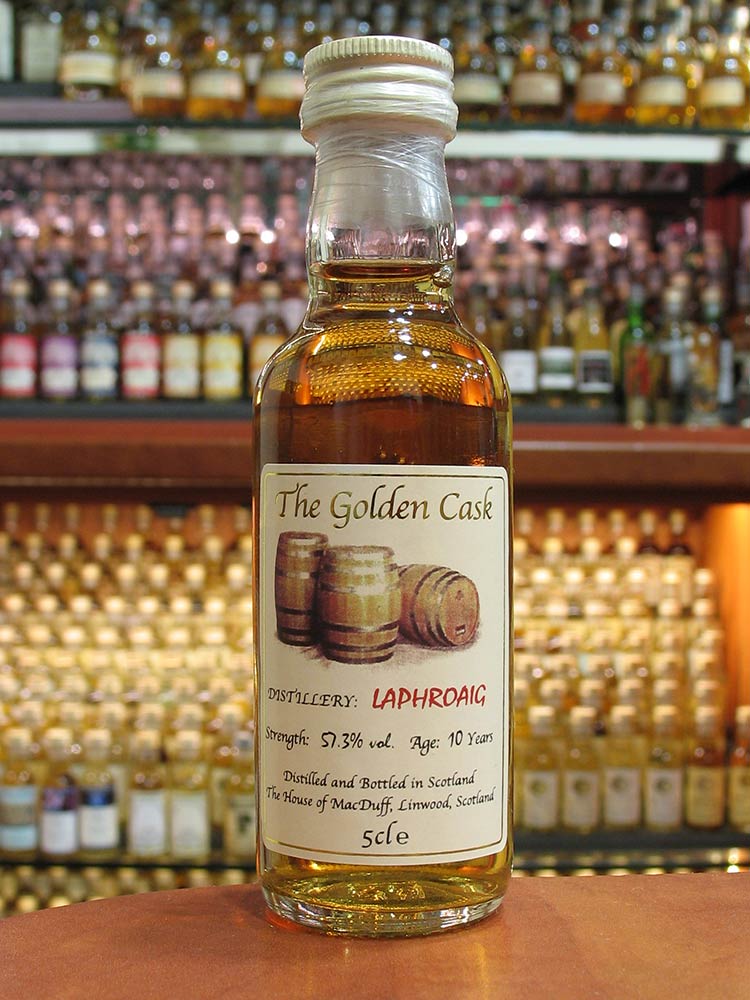 The Golden Cask
DISTILLERY: LAPHROAIG
Strength: 57.3% vol. Age: 10 Years
Distilled and Bottled in Scotland
The House of MacDuff, Linwood, Scotland
5cl e